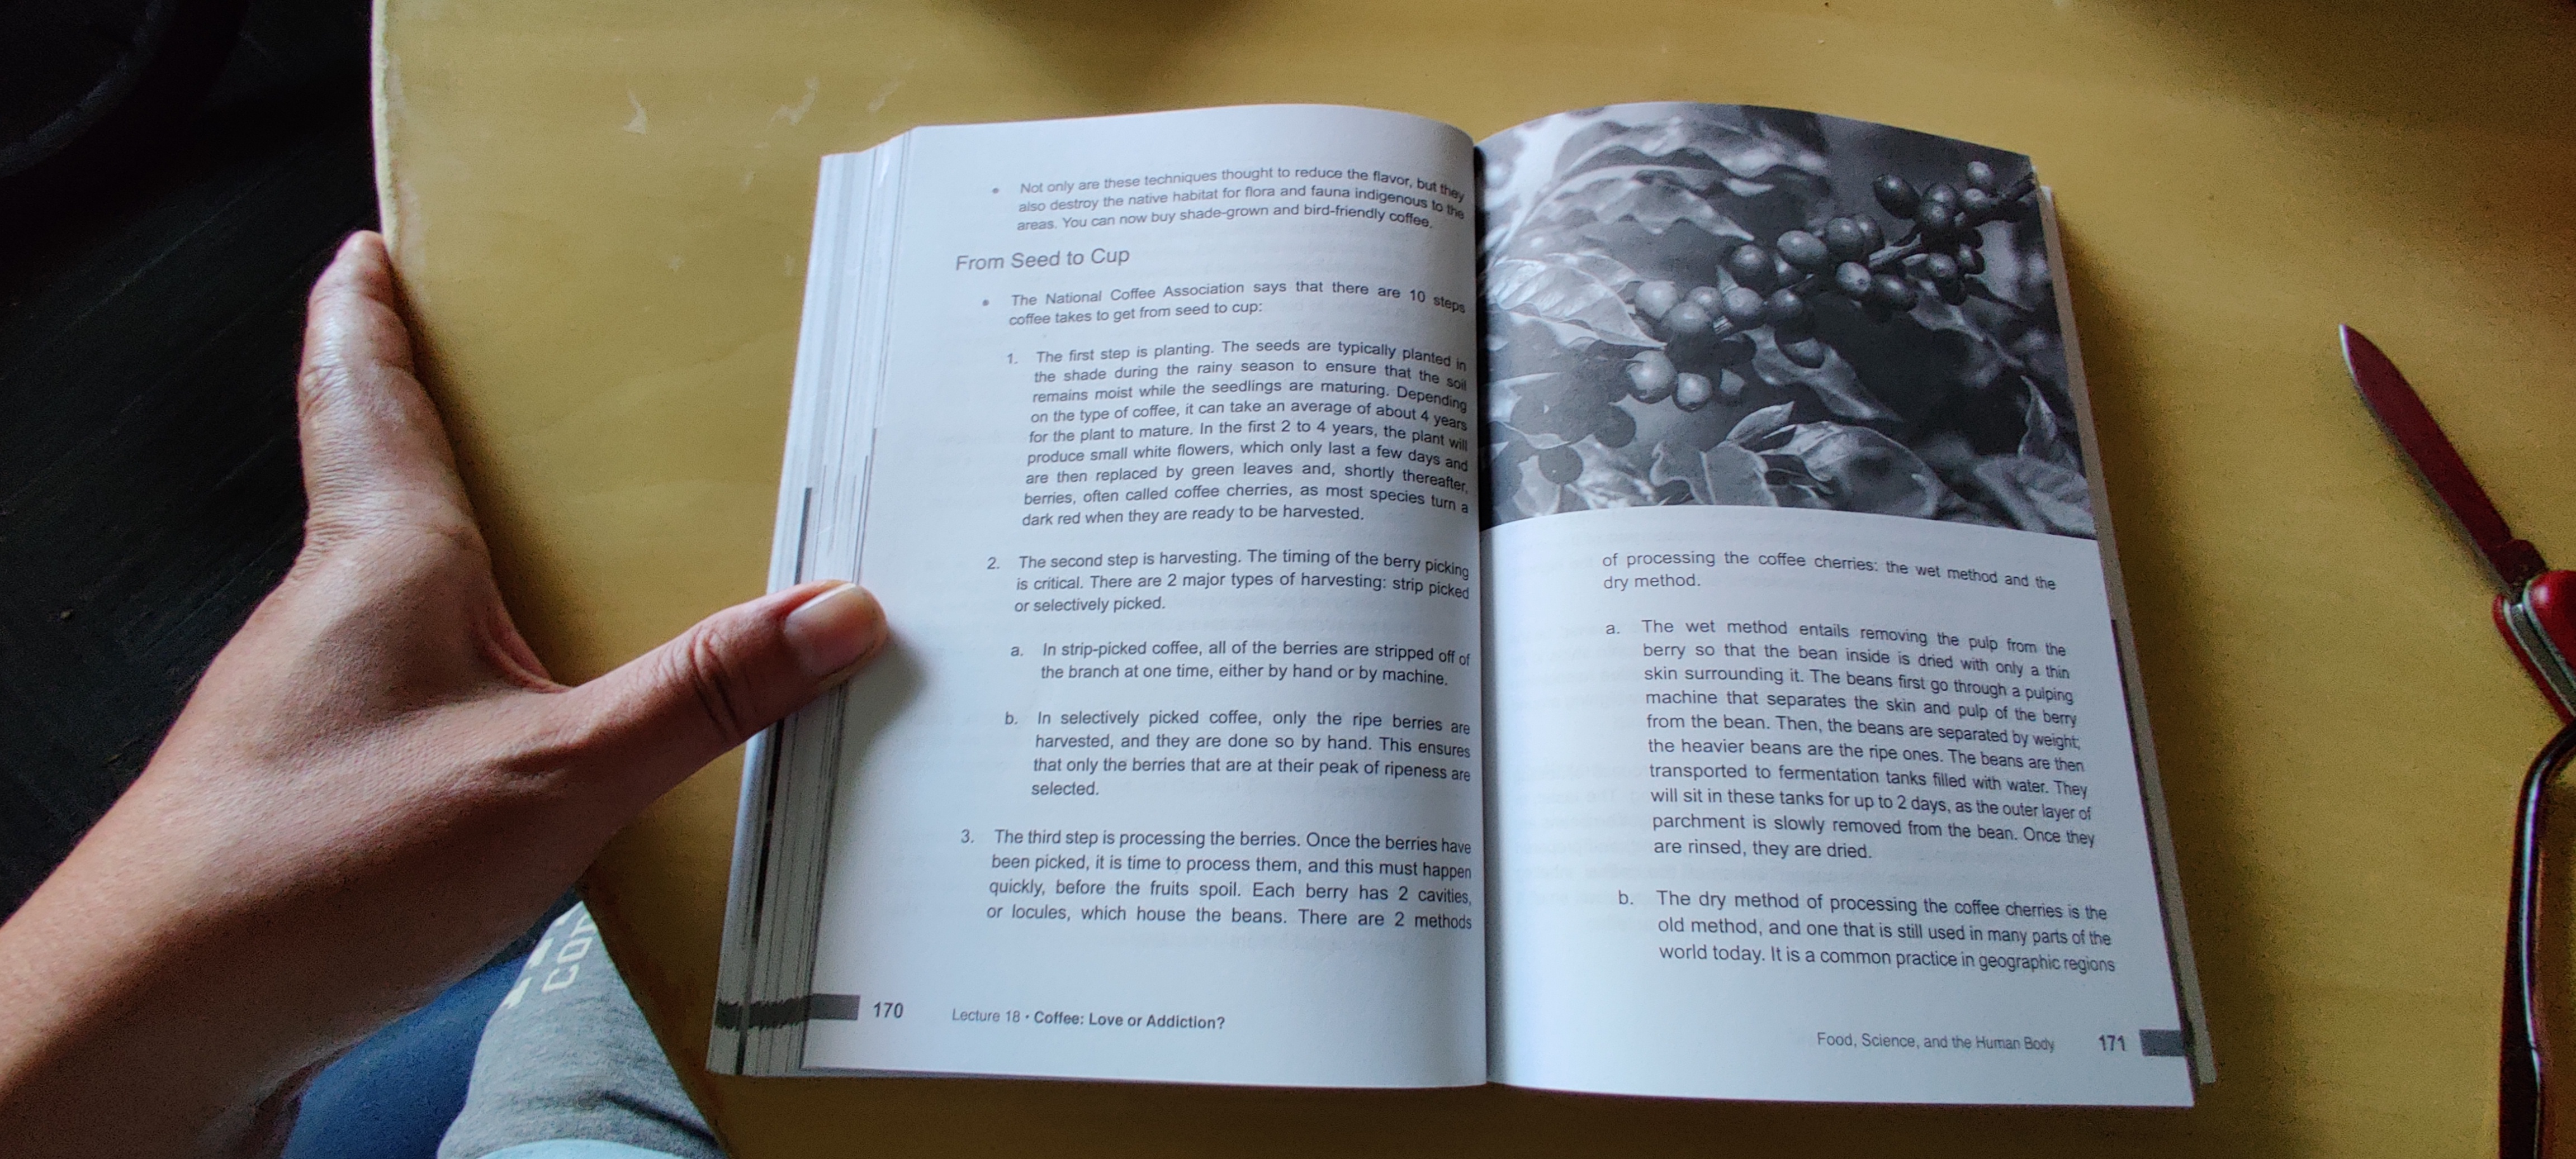 • Not only are these techniques thought to reduce the flavor, but they
also destroy the native habitat for flora and fauna indigenous to the
areas. You can now buy shade-grown and bird-friendly coffee.
From Seed to Cup
• The National Coffee Association says that there are 10 steps
coffee takes to get from seed to cup:
1. The first step is planting. The seeds are typically planted in
the shade during the rainy season to ensure that the soil
remains moist while the seedlings are maturing. Depending
on the type of coffee, it can take an average of about 4 years
for the plant to mature. In the first 2 to 4 years, the plant will
produce small white flowers, which only last a few days and
are then replaced by green leaves and, shortly thereafter,
berries, often called coffee cherries, as most species turn a
dark red when they are ready to be harvested.
2. The second step is harvesting. The timing of the berry picking
is critical. There are 2 major types of harvesting: strip picked
or selectively picked.
a. In strip-picked coffee, all of the berries are stripped off of
the branch at one time, either by hand or by machine.
b. In selectively picked coffee, only the ripe berries are
harvested, and they are done so by hand. This ensures
that only the berries that are at their peak of ripeness are
selected.
3. The third step is processing the berries. Once the berries have
been picked, it is time to process them, and this must happen
quickly, before the fruits spoil. Each berry has 2 cavities,
or locules, which house the beans. There are 2 methods
170 Lecture 18 • Coffee: Love or Addiction?
of processing the coffee cherries: the wet method and the
dry method.
a. The wet method entails removing the pulp from the
berry so that the bean inside is dried with only a thin
skin surrounding it. The beans first go through a pulping
machine that separates the skin and pulp of the berry
from the bean. Then, the beans are separated by weight;
the heavier beans are the ripe ones. The beans are then
transported to fermentation tanks filled with water. They
will sit in these tanks for up to 2 days, as the outer layer of
parchment is slowly removed from the bean. Once they
are rinsed, they are dried.
b. The dry method of processing the coffee cherries is the
old method, and one that is still used in many parts of the
world today. It is a common practice in geographic regions
Food, Science, and the Human Body 171